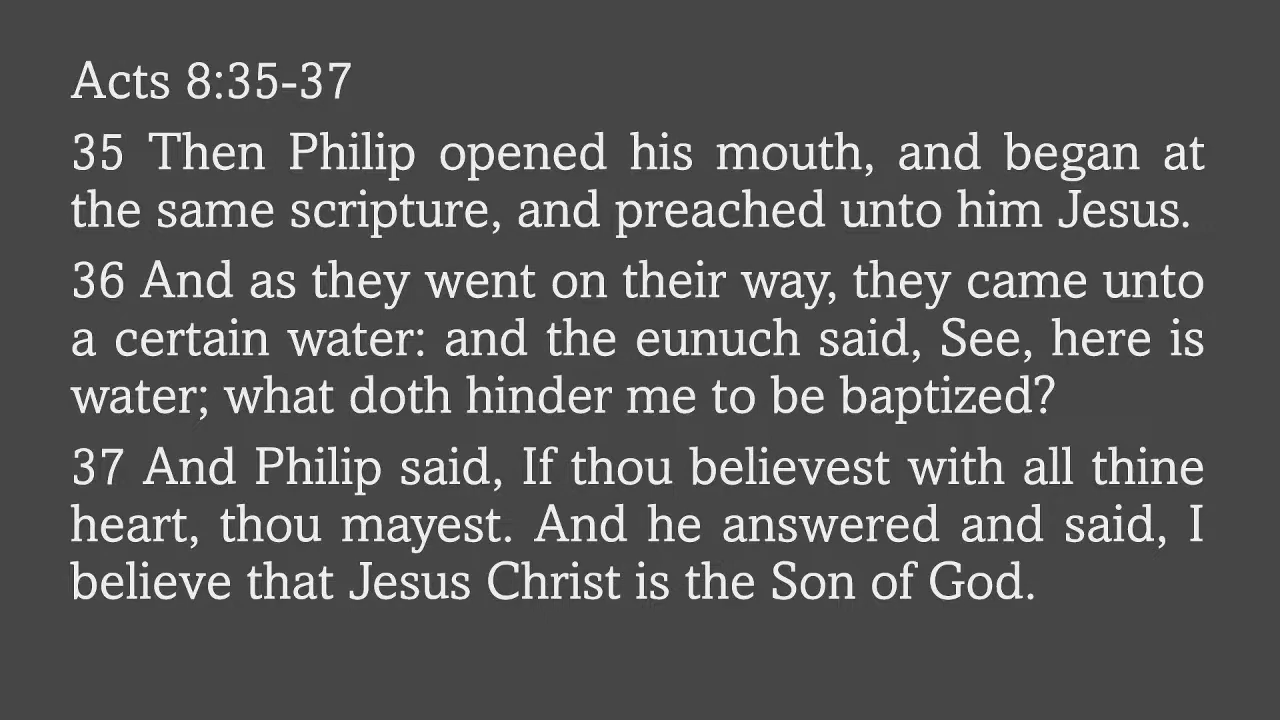 Acts 8:35-37
35 Then Philip opened his mouth, and began at
the same scripture, and preached unto him Jesus.
36 And as they went on their way, they came unto
a certain water: and the eunuch said, See, here is
water; what doth hinder me to be baptized?
37 And Philip said, If thou believest with all thine
heart, thou mayest. And he answered and said, I
believe that Jesus Christ is the Son of God.